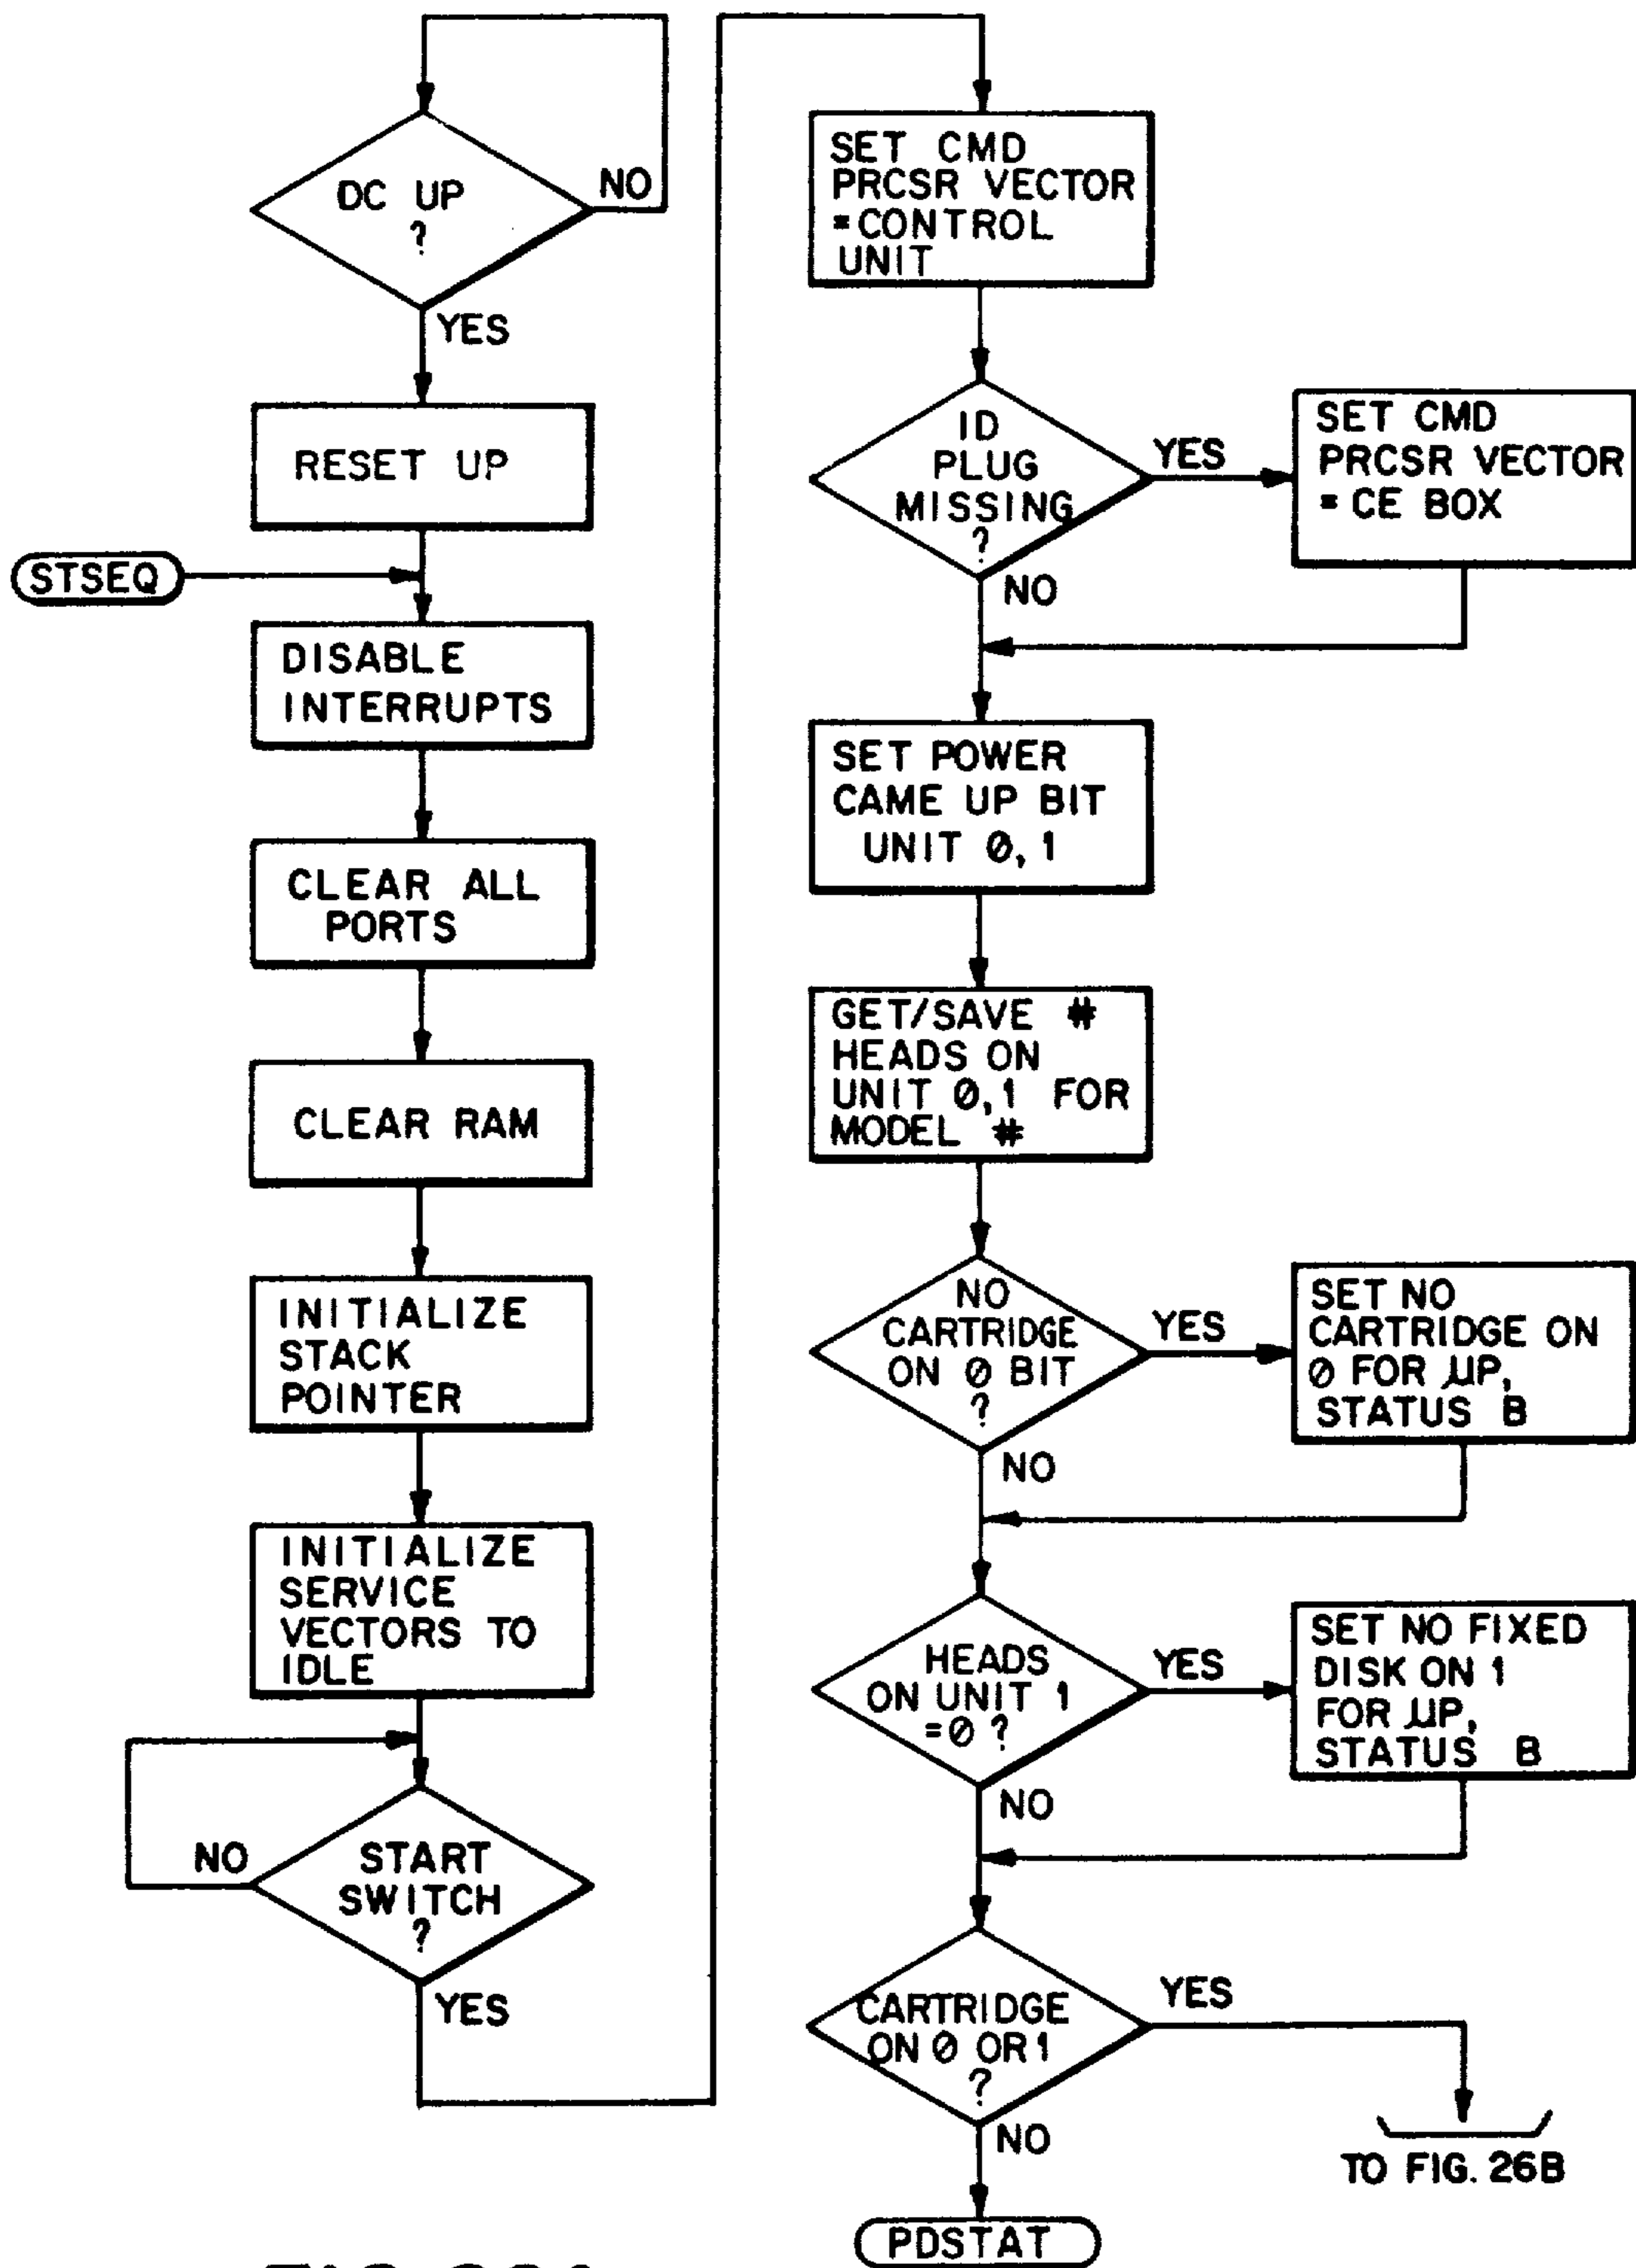 DC UP
?
NO
YES
RESET UP
STSEQ
DISABLE
INTERRUPTS
CLEAR ALL
PORTS
CLEAR RAM
INITIALIZE
STACK
POINTER
INITIALIZE
SERVICE
VECTORS TO
IDLE
NO
START
SWITCH
?
YES
SET CMD
PRCSR VECTOR
=CONTROL
UNIT
ID
PLUG
MISSING
?
YES
NO
SET CMD
PRCSR VECTOR
= CE BOX
SET POWER
CAME UP BIT
UNIT 0,1
GET/SAVE #
HEADS ON
UNIT 0,1 FOR
MODEL #
NO
CARTRIDGE
ON 0 BIT
?
YES
NO
SET NO
CARTRIDGE ON
0 FOR µP,
STATUS B
HEADS
ON UNIT 1
=0 ?
YES
NO
SET NO FIXED
DISK ON 1
FOR µP,
STATUS B
CARTRIDGE
ON 0 OR 1
?
YES
NO
TO FIG. 26B
PDSTAT